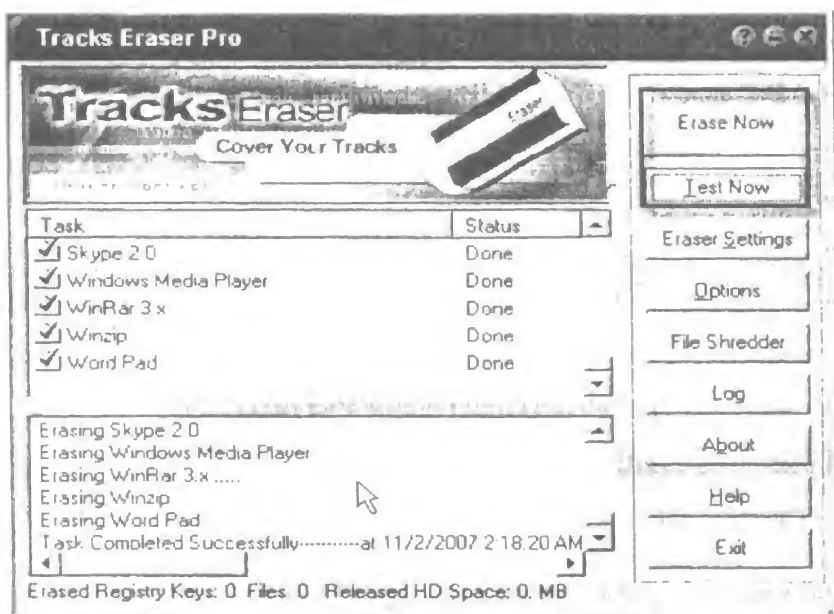 Tracks Eraser Pro
Tracks Eraser
Eraser
Cover Your Tracks
Task Status
Skype 2.0 Done
Windows Media Player Done
WinRar 3.x Done
Winzip Done
Word Pad Done
Erasing Skype 2.0
Erasing Windows Media Player
Erasing WinRar 3.x .....
Erasing Winzip
Erasing Word Pad
Task Completed Successfully----------at 11/2/2007 2:18:20 AM
Erased Registry Keys: 0 Files 0 Released HD Space: 0. MB
Erase Now
Test Now
Eraser Settings
Options
File Shredder
Log
About
Help
Exit